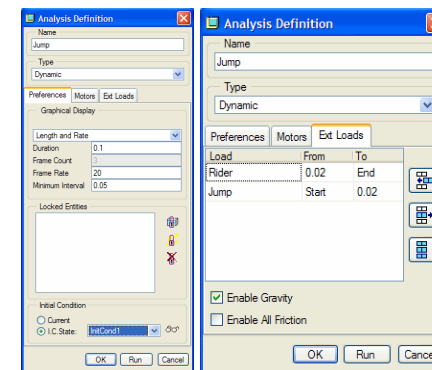 Analysis Definition
Name
Jump
Type
Dynamic
Preferences Motors Ext Loads
Graphical Display
Length and Rate
Duration 0.1
Frame Count 3
Frame Rate 20
Minimum Interval 0.05
Locked Entities
Initial Condition
Current
I.C.State: InitCond1
OK Run Cancel
Analysis Definition
Name
Jump
Type
Dynamic
Preferences Motors Ext Loads
Load From To
Rider 0.02 End
Jump Start 0.02
Enable Gravity
Enable All Friction
OK Run Cance